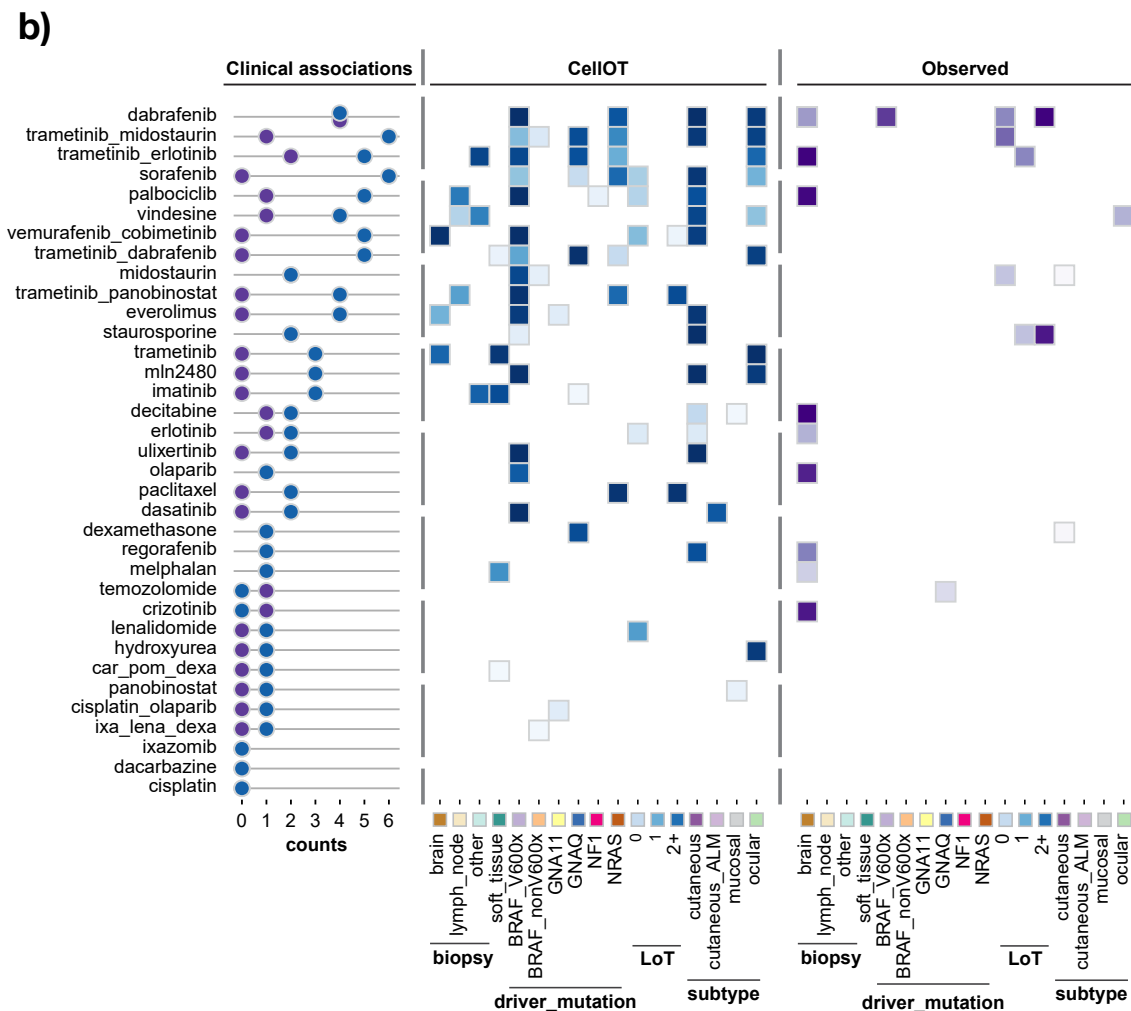 b)
Clinical associations
CellOT
Observed
dabrafenib
trametinib_midostaurin
trametinib_erlotinib
sorafenib
palbociclib
vindesine
vemurafenib_cobimetinib
trametinib_dabrafenib
midostaurin
trametinib_panobinostat
everolimus
staurosporine
trametinib
mln2480
imatinib
decitabine
erlotinib
ulixertinib
olaparib
paclitaxel
dasatinib
dexamethasone
regorafenib
melphalan
temozolomide
crizotinib
lenalidomide
hydroxyurea
car_pom_dexa
panobinostat
cisplatin_olaparib
ixa_lena_dexa
ixazomib
dacarbazine
cisplatin
0 1 2 3 4 5 6
counts
brain
lymph_node
other
soft_tissue
BRAF_V600x
BRAF_nonV600x
GNA11
GNAQ
NF1
NRAS
0
1
2+
cutaneous
cutaneous_ALM
mucosal
ocular
biopsy
driver_mutation
LoT
subtype
brain
lymph_node
other
soft_tissue
BRAF_V600x
BRAF_nonV600x
GNA11
GNAQ
NF1
NRAS
0
1
2+
cutaneous
cutaneous_ALM
mucosal
ocular
biopsy
driver_mutation
LoT
subtype